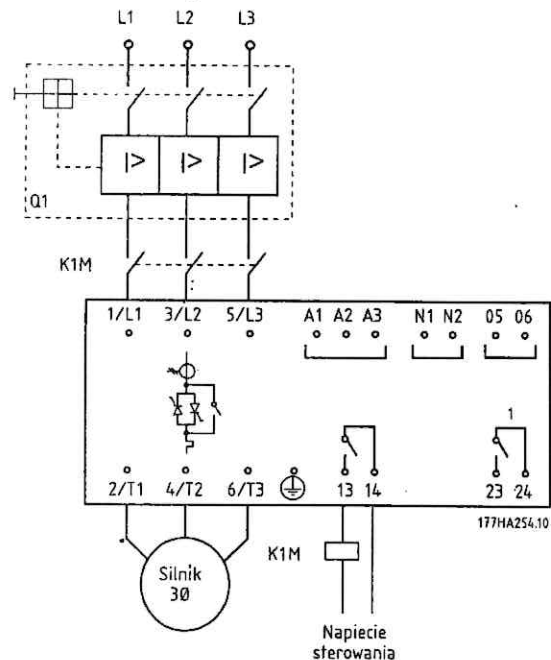 L1 L2 L3
I> I> I>
Q1
K1M
1/L1 3/L2 5/L3 A1 A2 A3 N1 N2 05 06
1
2/T1 4/T2 6/T3 13 14 23 24
177HA2S4.10
K1M
Silnik
3Ø
Napiecie
sterowania